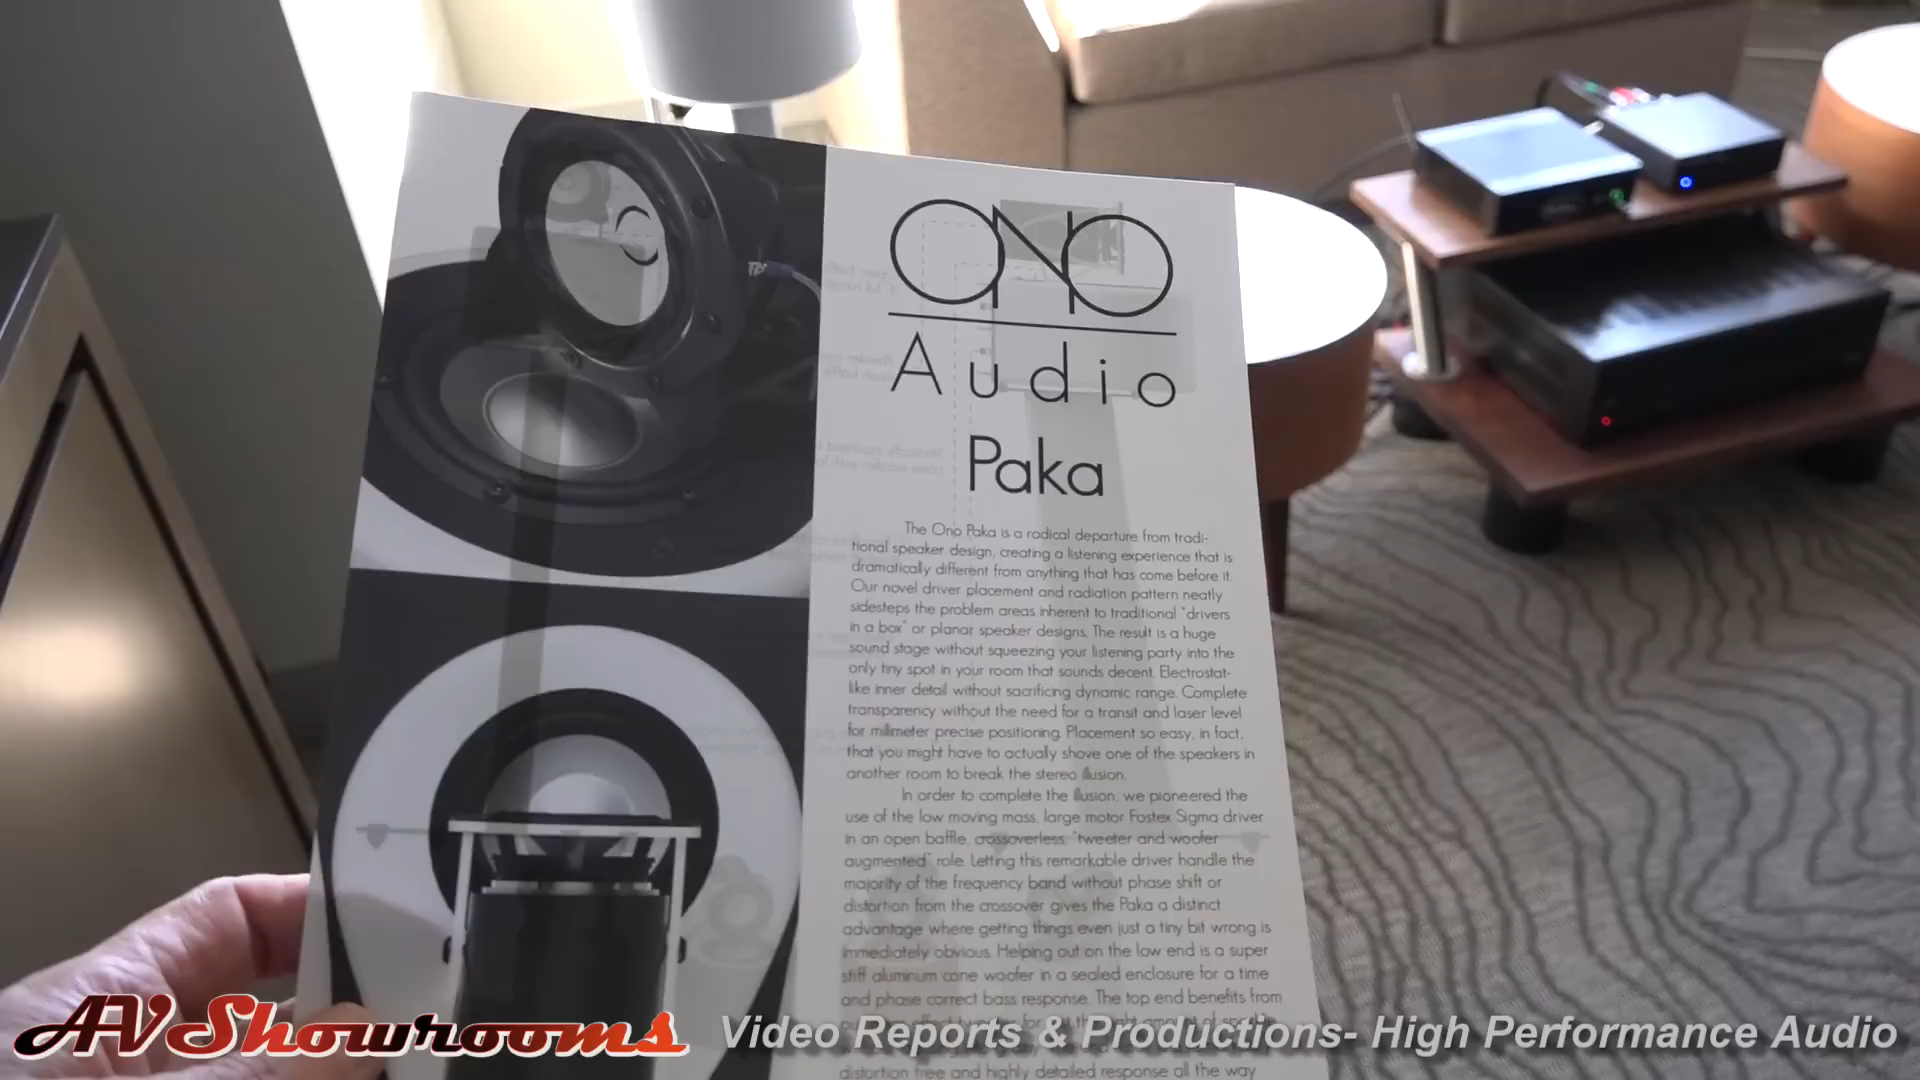 ONO
Audio
Paka
The Ono Paka is a radical departure from tradi-
tional speaker design, creating a listening experience that is
dramatically different from anything that has come before it.
Our novel driver placement and radiation pattern neatly
sidesteps the problem areas inherent to traditional "drivers
in a box" or planar speaker designs. The result is a huge
sound stage without squeezing your listening party into the
only tiny spot in your room that sounds decent. Electrostat-
like inner detail without sacrificing dynamic range. Complete
transparency without the need for a transit and laser level
for millimeter precise positioning. Placement so easy, in fact,
that you might have to actually shove one of the speakers in
another room to break the stereo illusion.
In order to complete the illusion, we pioneered the
use of the low moving mass, large motor Fostex Sigma driver
in an open baffle, crossoverless, "tweeter and woofer
augmented" role. Letting this remarkable driver handle the
majority of the frequency band without phase shift or
distortion from the crossover gives the Paka a distinct
advantage where getting things even just a tiny bit wrong is
immediately obvious. Helping out on the low end is a super
stiff aluminum cone woofer in a sealed enclosure for a time
and phase correct bass response. The top end benefits from
distortion free and highly detailed response all the way
AVShowrooms
Video Reports & Productions- High Performance Audio